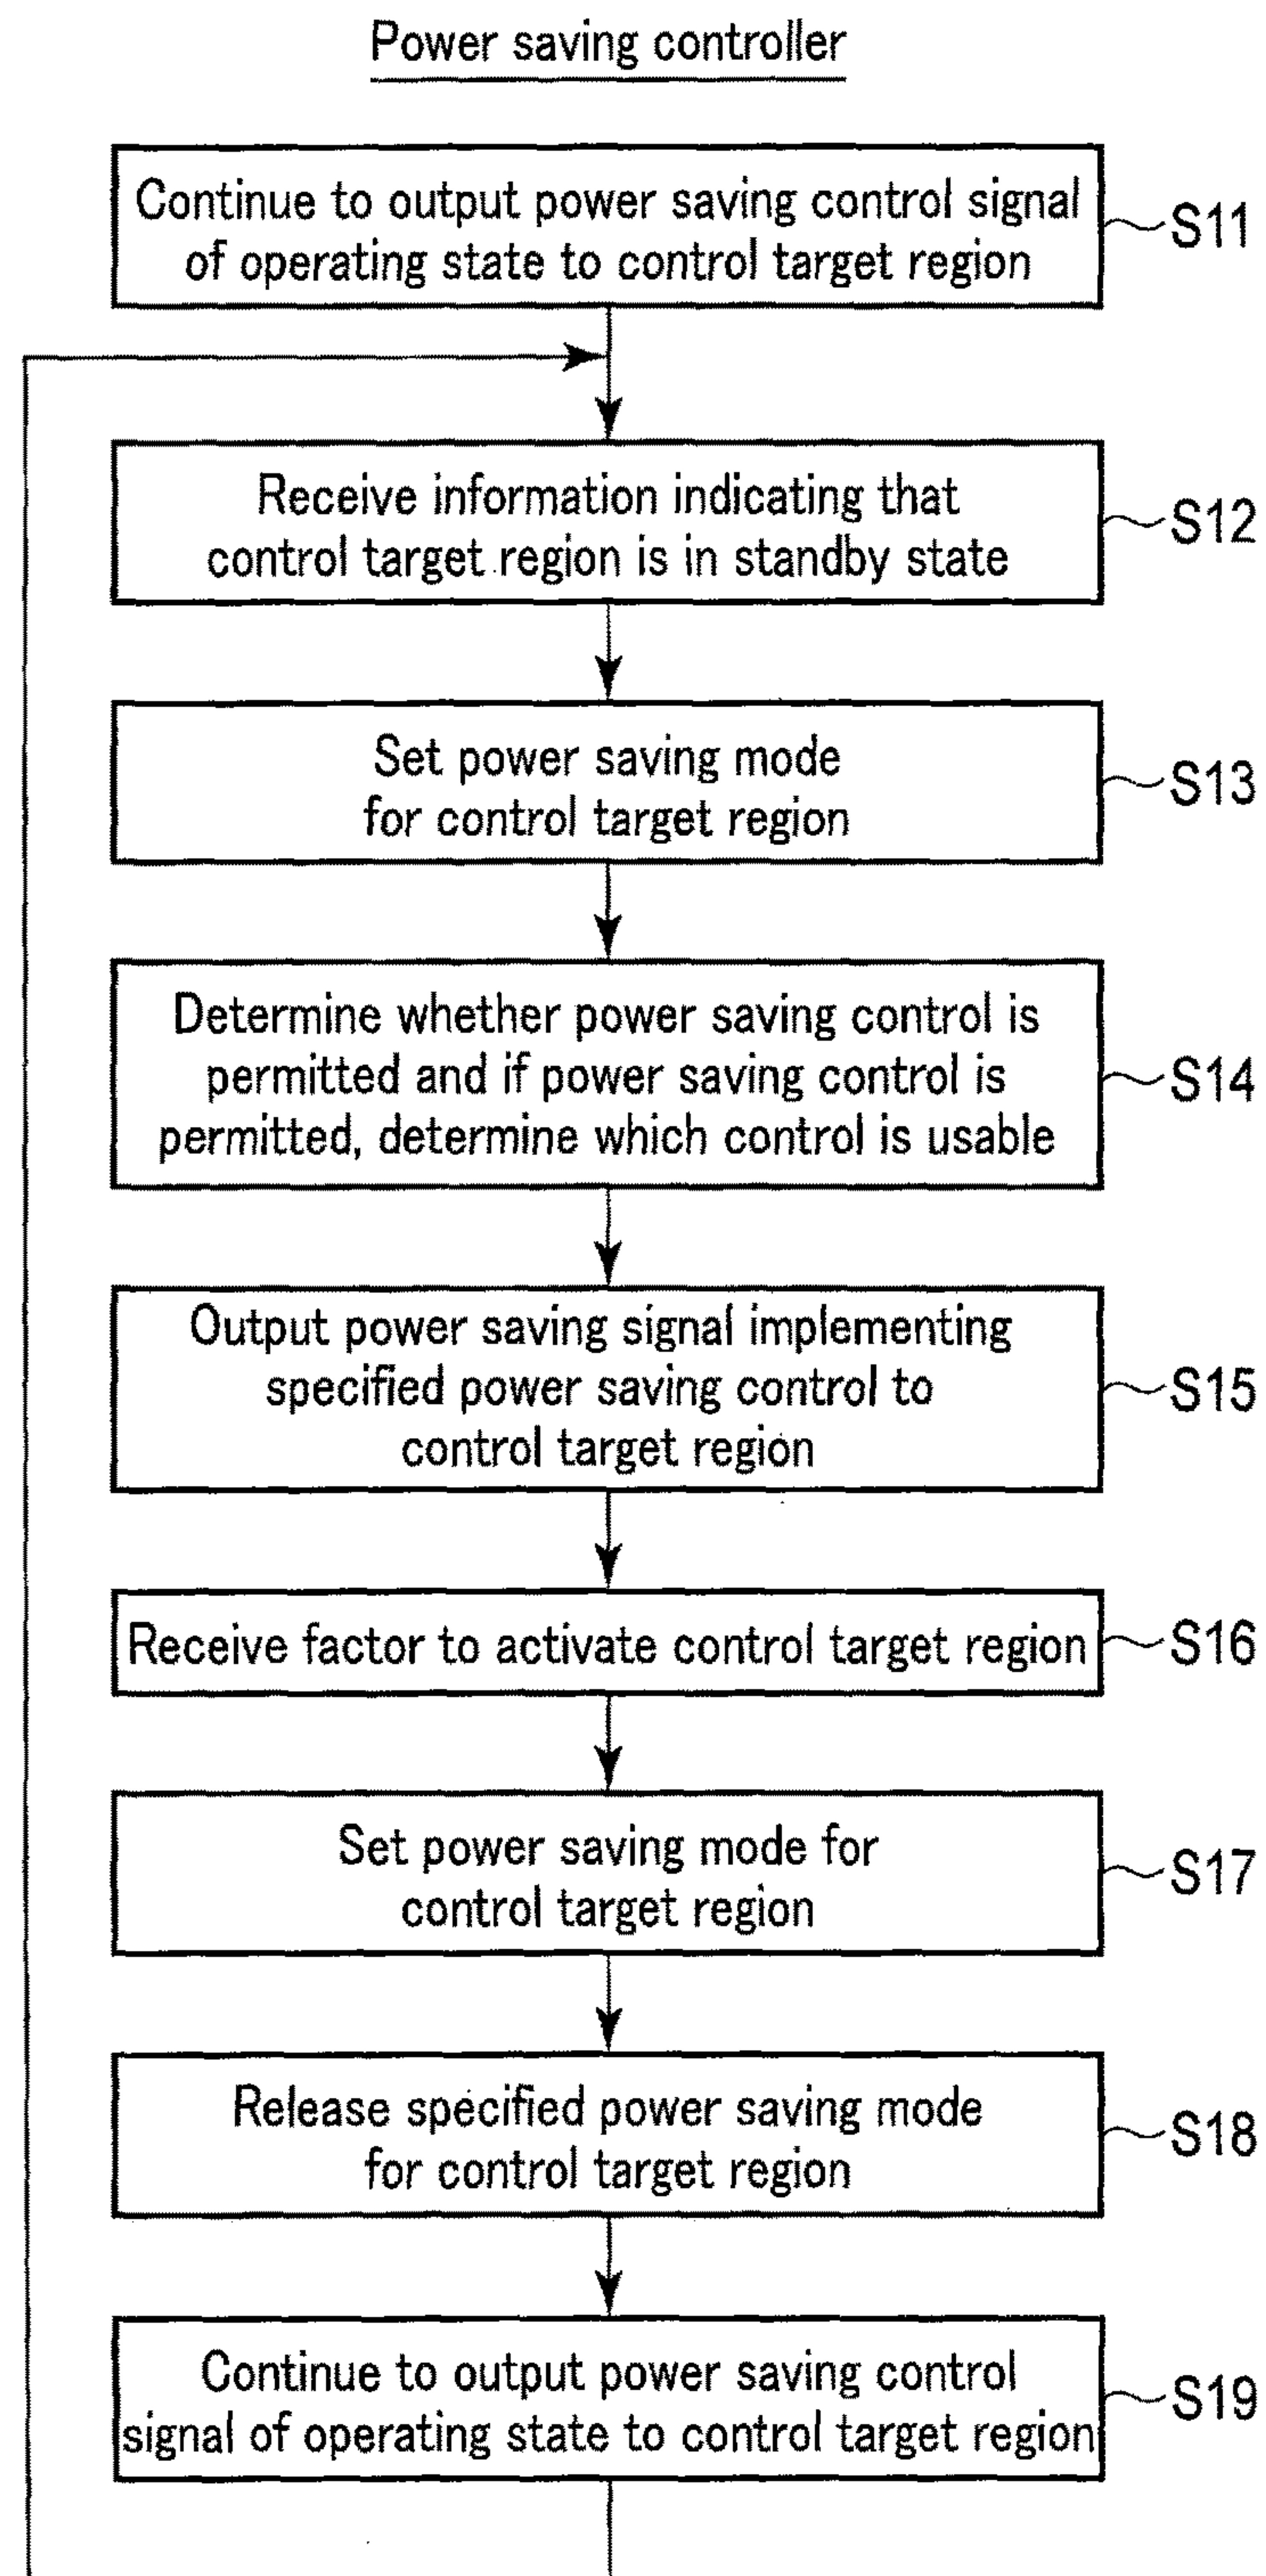 Power saving controller
Continue to output power saving control signal
of operating state to control target region
S11
Receive information indicating that
control target region is in standby state
S12
Set power saving mode
for control target region
S13
Determine whether power saving control is
permitted and if power saving control is
permitted, determine which control is usable
S14
Output power saving signal implementing
specified power saving control to
control target region
S15
Receive factor to activate control target region
S16
Set power saving mode for
control target region
S17
Release specified power saving mode
for control target region
S18
Continue to output power saving control
signal of operating state to control target region
S19